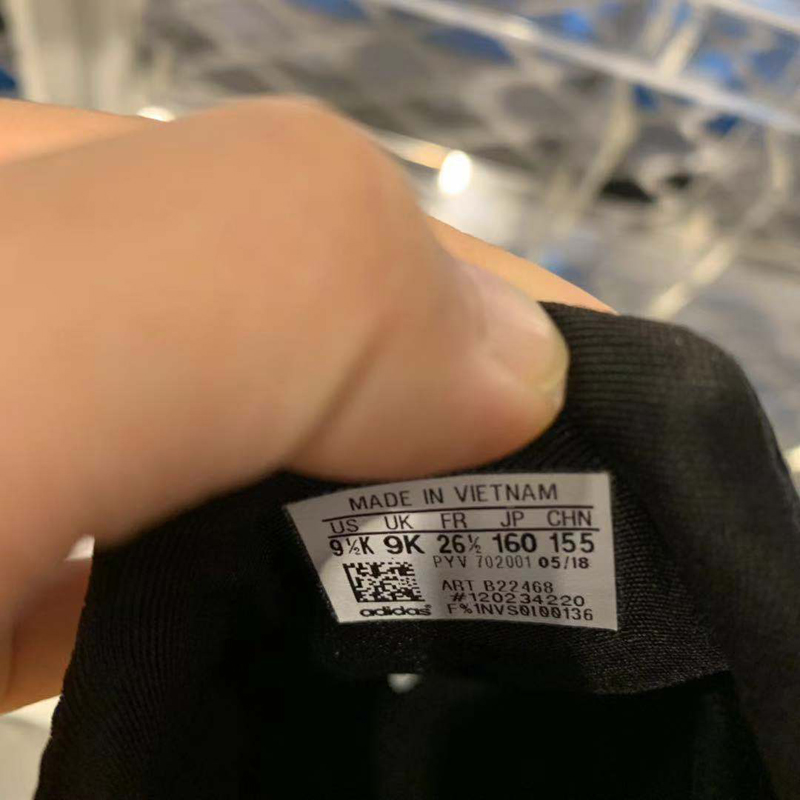 MADE IN VIETNAM
US UK FR JP CHN
9½K 9K 26½ 160 155
PYV 702001 05/18
ART B22468
#120234220
adidas F%1NVS0100136